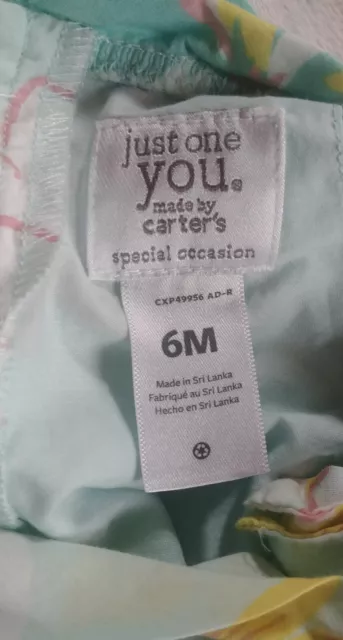 just one
you.
made by
carter's
special occasion
CXP49956 AD-R
6M
Made in Sri Lanka
Fabriqué au Sri Lanka
Hecho en Sri Lanka